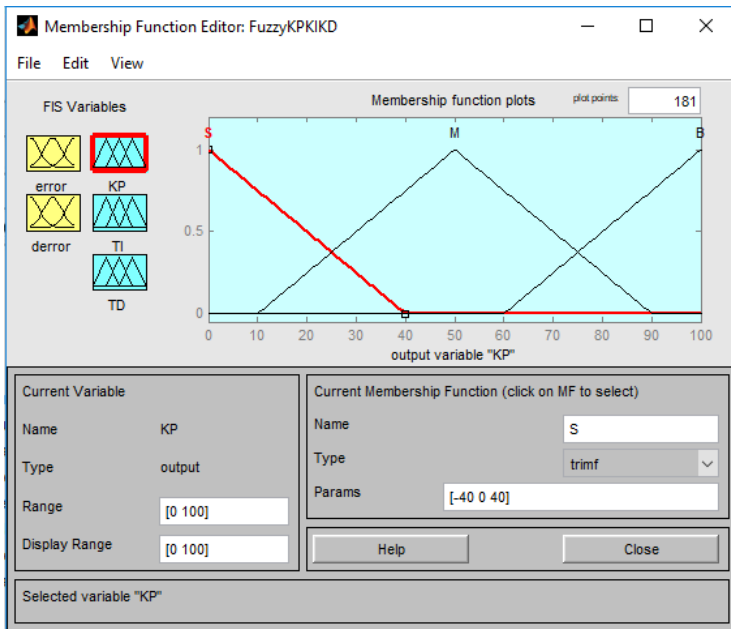 Membership Function Editor: FuzzyKPKIKD
File Edit View
FIS Variables
Membership function plots
plot points:
181
error
KP
derror
TI
TD
S
M
B
1
0.5
0
0 10 20 30 40 50 60 70 80 90 100
output variable "KP"
Current Variable
Name KP
Type output
Range [0 100]
Display Range [0 100]
Current Membership Function (click on MF to select)
Name S
Type trimf
Params [-40 0 40]
Help Close
Selected variable "KP"